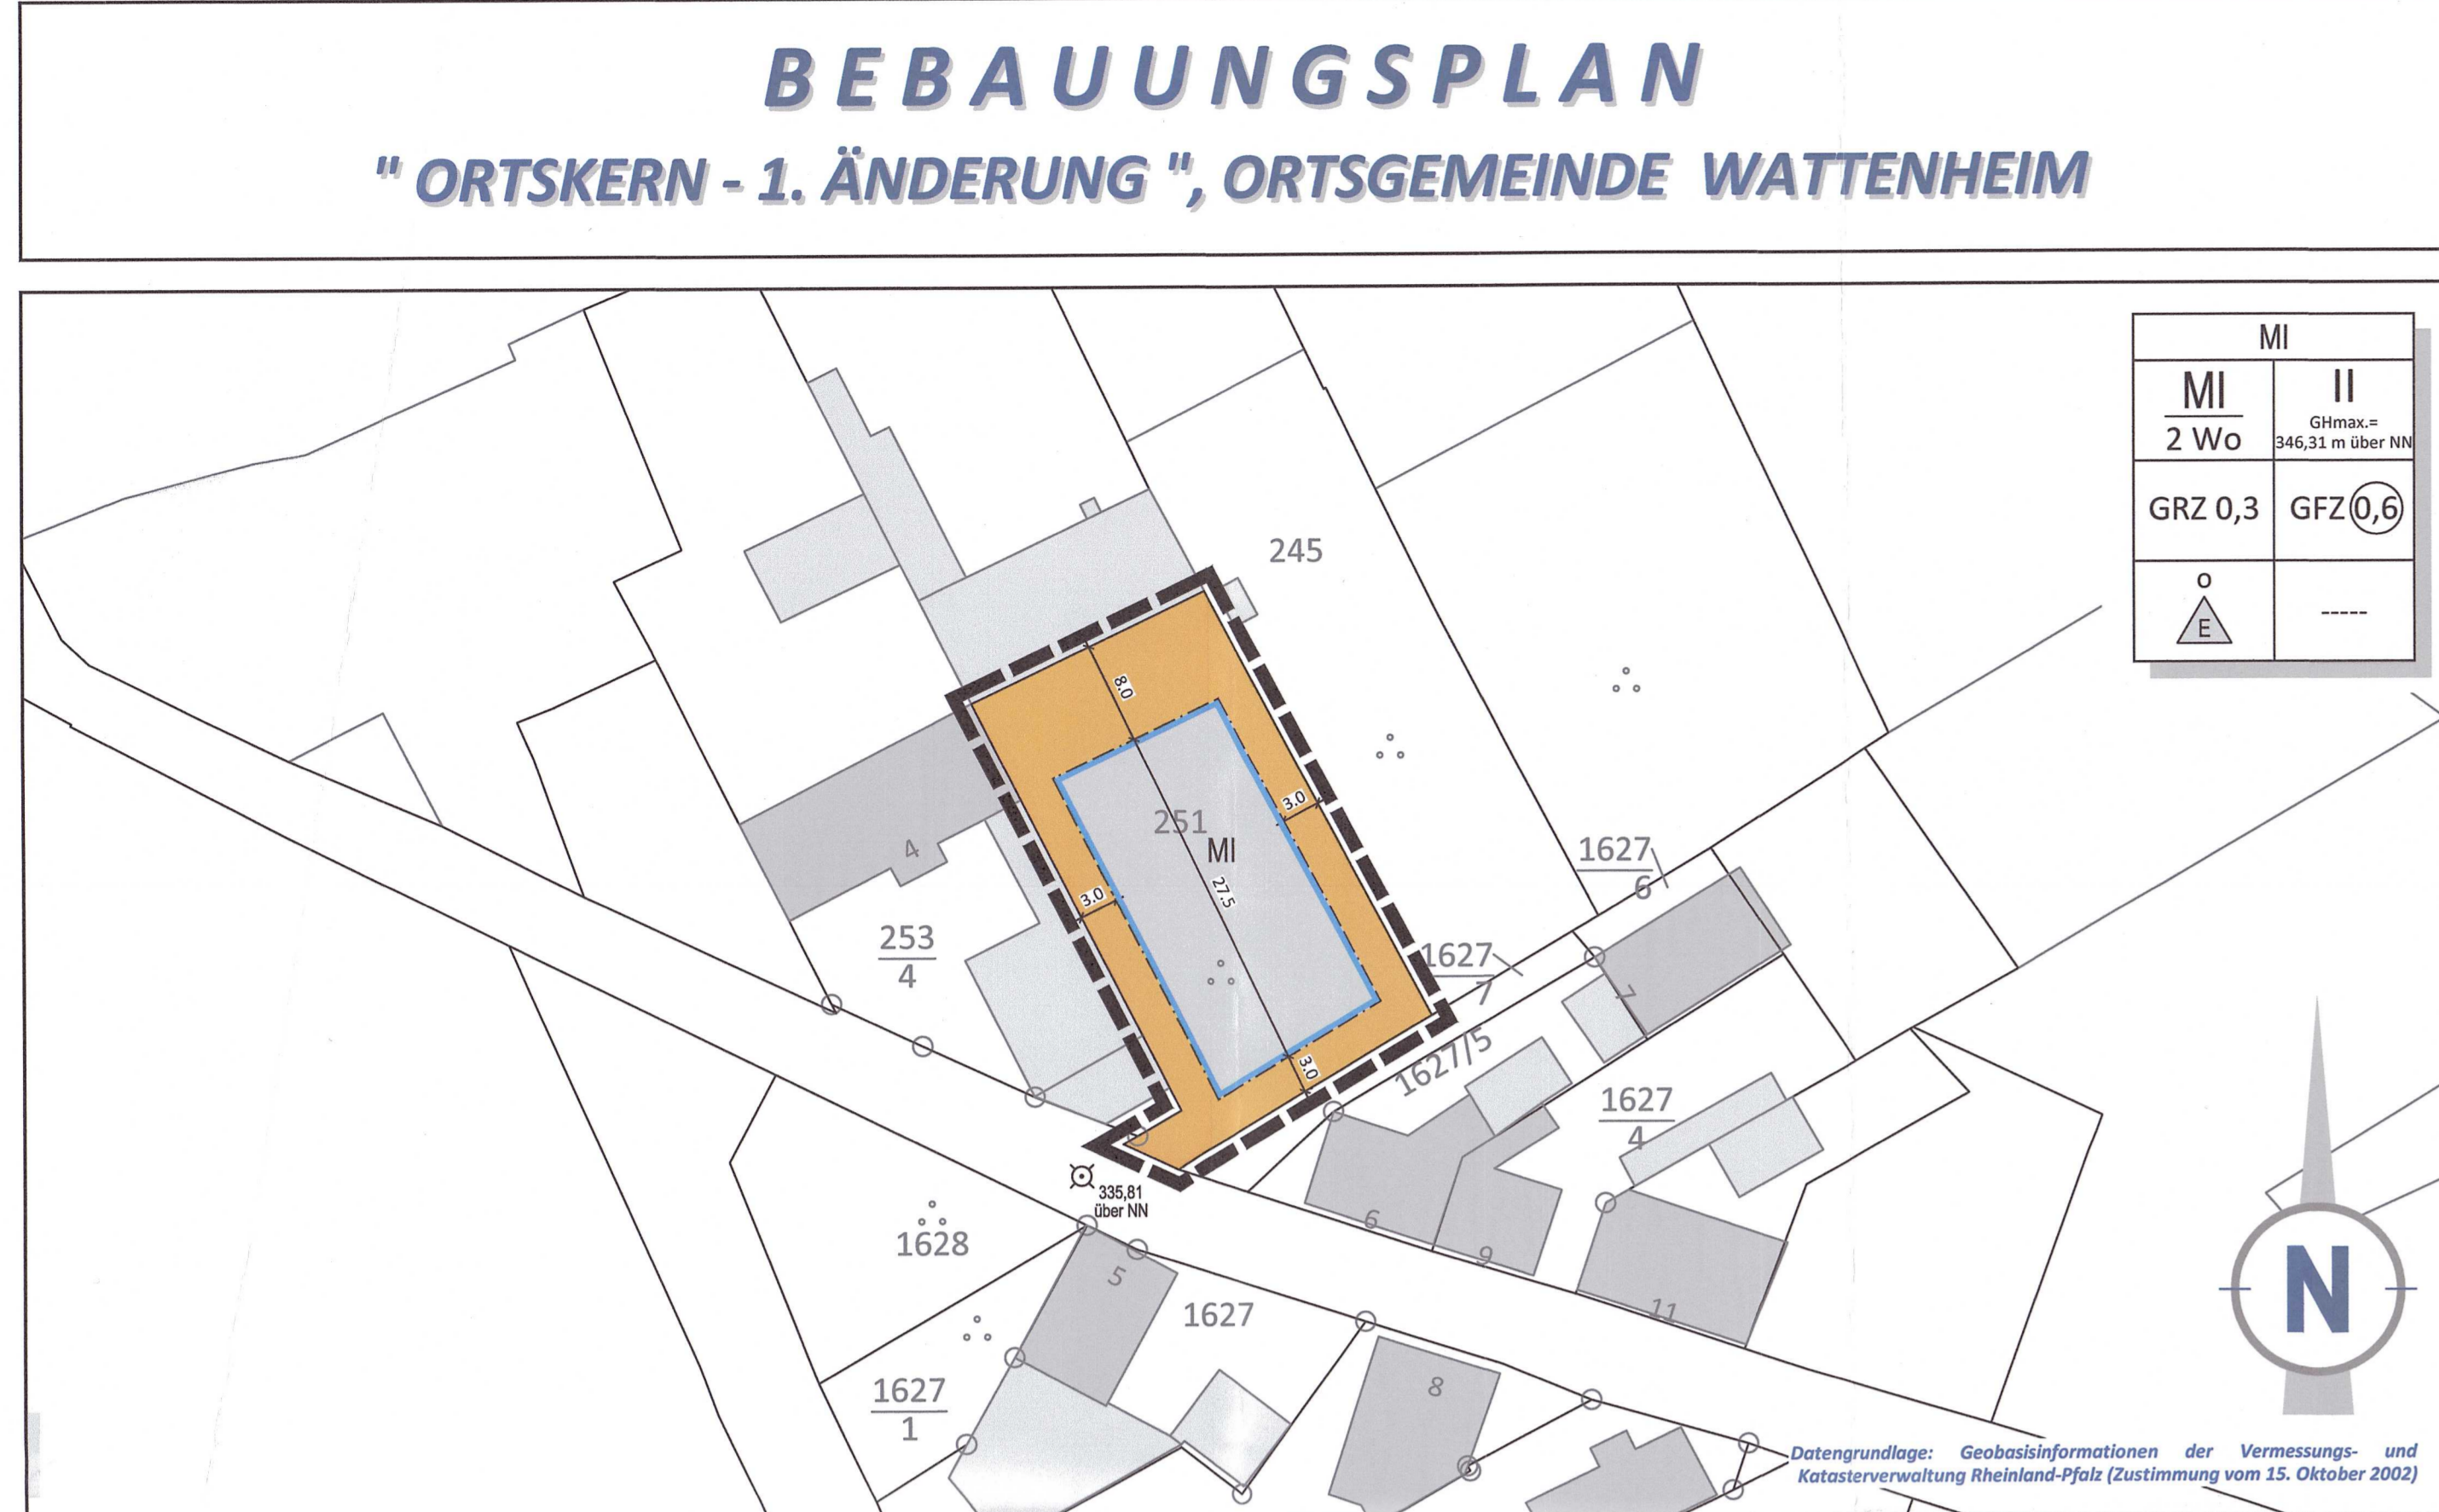 BEBAUUNGSPLAN
" ORTSKERN - 1. ÄNDERUNG ", ORTSGEMEINDE WATTENHEIM
MI
MI
II
2 Wo
GHmax.=
346,31 m über NN
GRZ 0,3
GFZ 0,6
o
E
-----
245
8.0
3.0
251
MI
27.5
3.0
4
253
4
1627
6
1627
7
7
1627/5
3.0
1627
4
335,81
über NN
1628
6
9
5
11
1627
1627
1
8
N
Datengrundlage: Geobasisinformationen der Vermessungs- und
Katasterverwaltung Rheinland-Pfalz (Zustimmung vom 15. Oktober 2002)